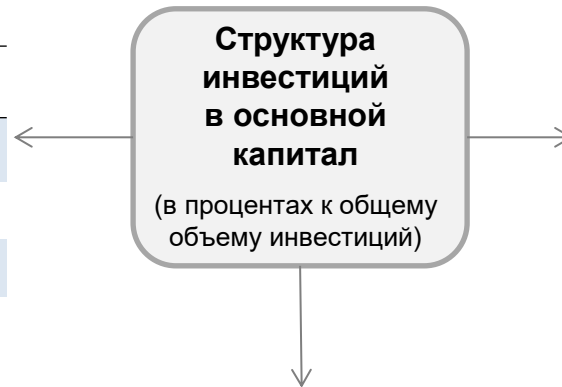 Структура
инвестиций
в основной
капитал
(в процентах к общему
объему инвестиций)